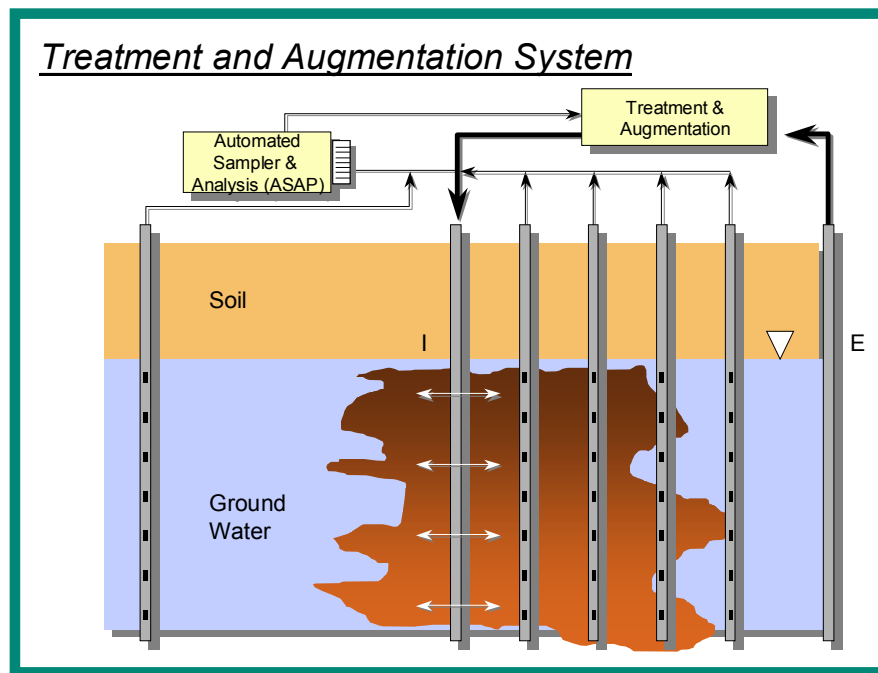 Treatment and Augmentation System
Treatment &
Augmentation
Automated
Sampler &
Analysis (ASAP)
Soil
I
E
Ground
Water